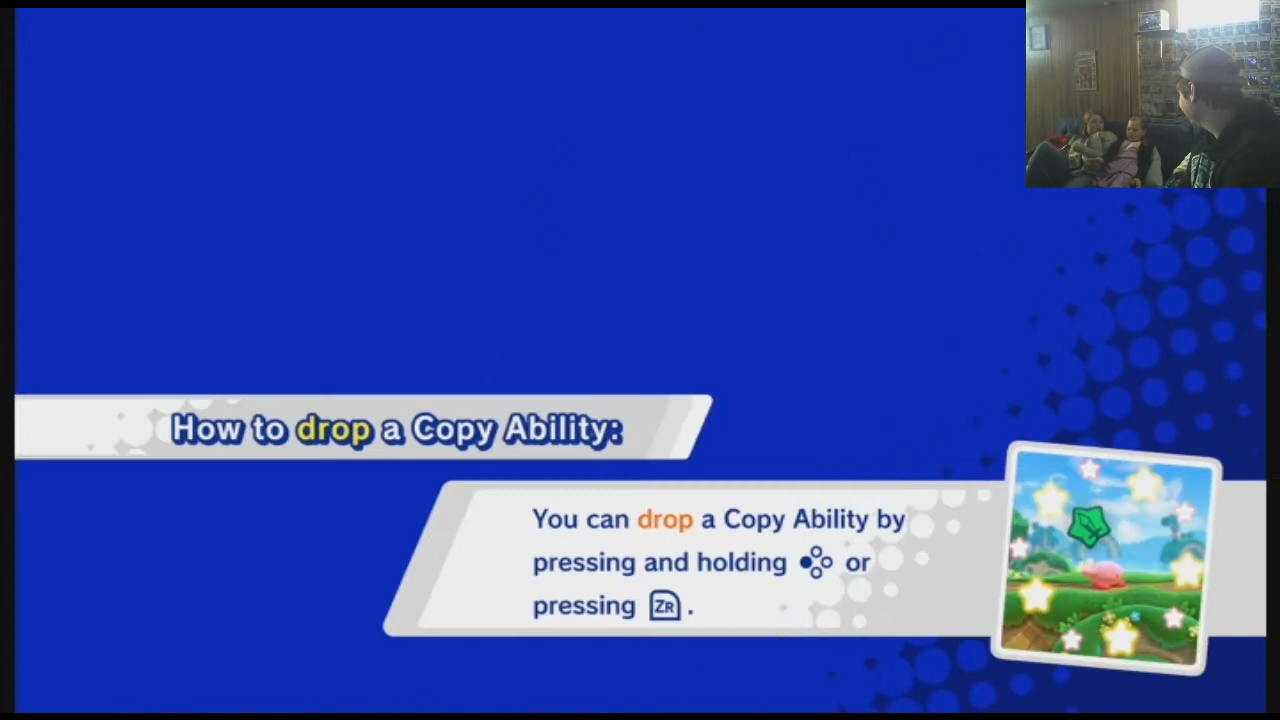 How to drop a Copy Ability:
You can drop a Copy Ability by
pressing and holding or
pressing ZR.